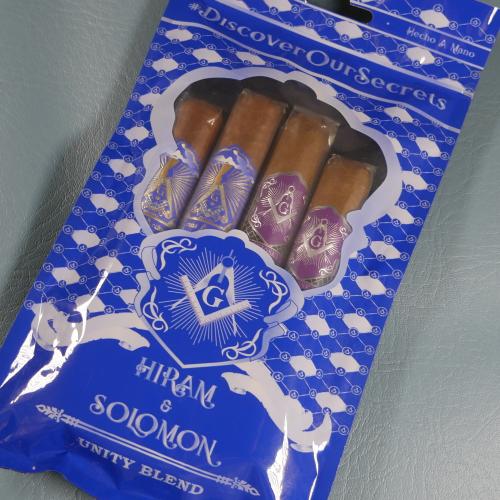 #DiscoverOurSecrets
Hecho A Mano
G
G
G
HIRAM
&
SOLOMON
UNITY BLEND